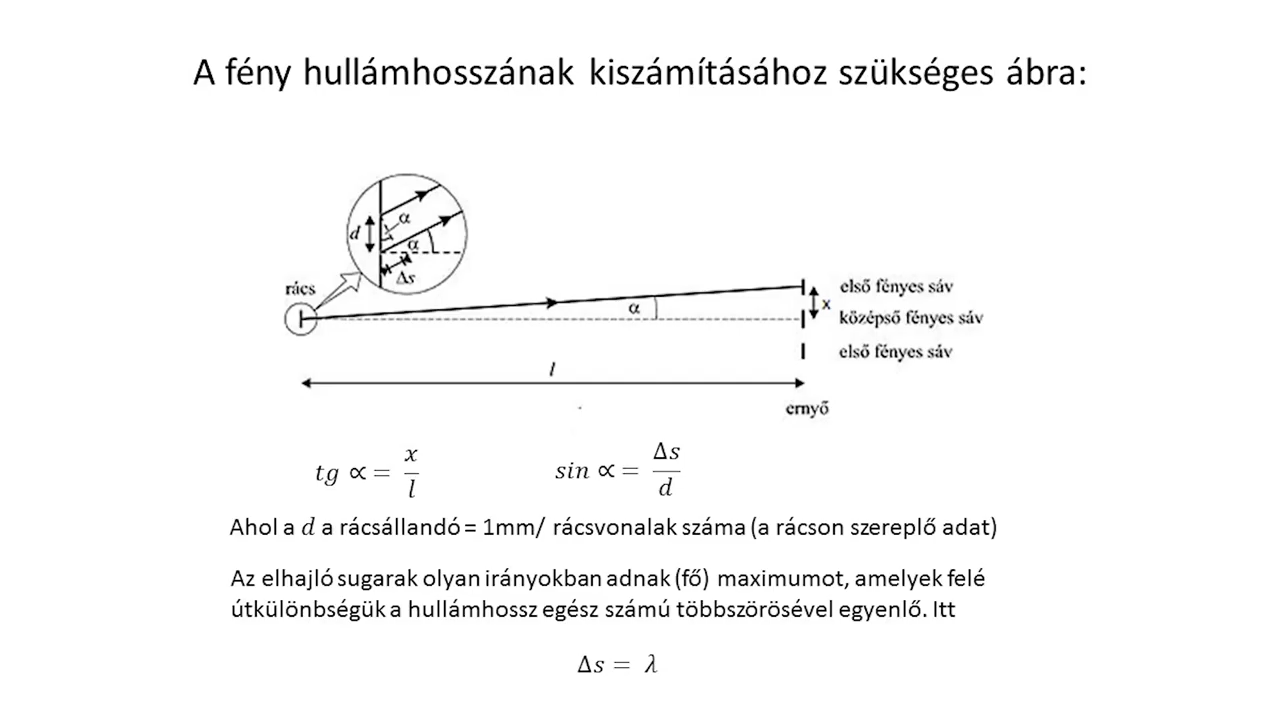 A fény hullámhosszának kiszámításához szükséges ábra:
d
α
α
Δs
rács
α
x
első fényes sáv
középső fényes sáv
első fényes sáv
l
ernyő
tg ∝ = x/l
sin ∝ = Δs/d
Ahol a d a rácsállandó = 1mm/ rácsvonalak száma (a rácson szereplő adat)
Az elhajló sugarak olyan irányokban adnak (fő) maximumot, amelyek felé
útkülönbségük a hullámhossz egész számú többszörösével egyenlő. Itt
Δs = λ